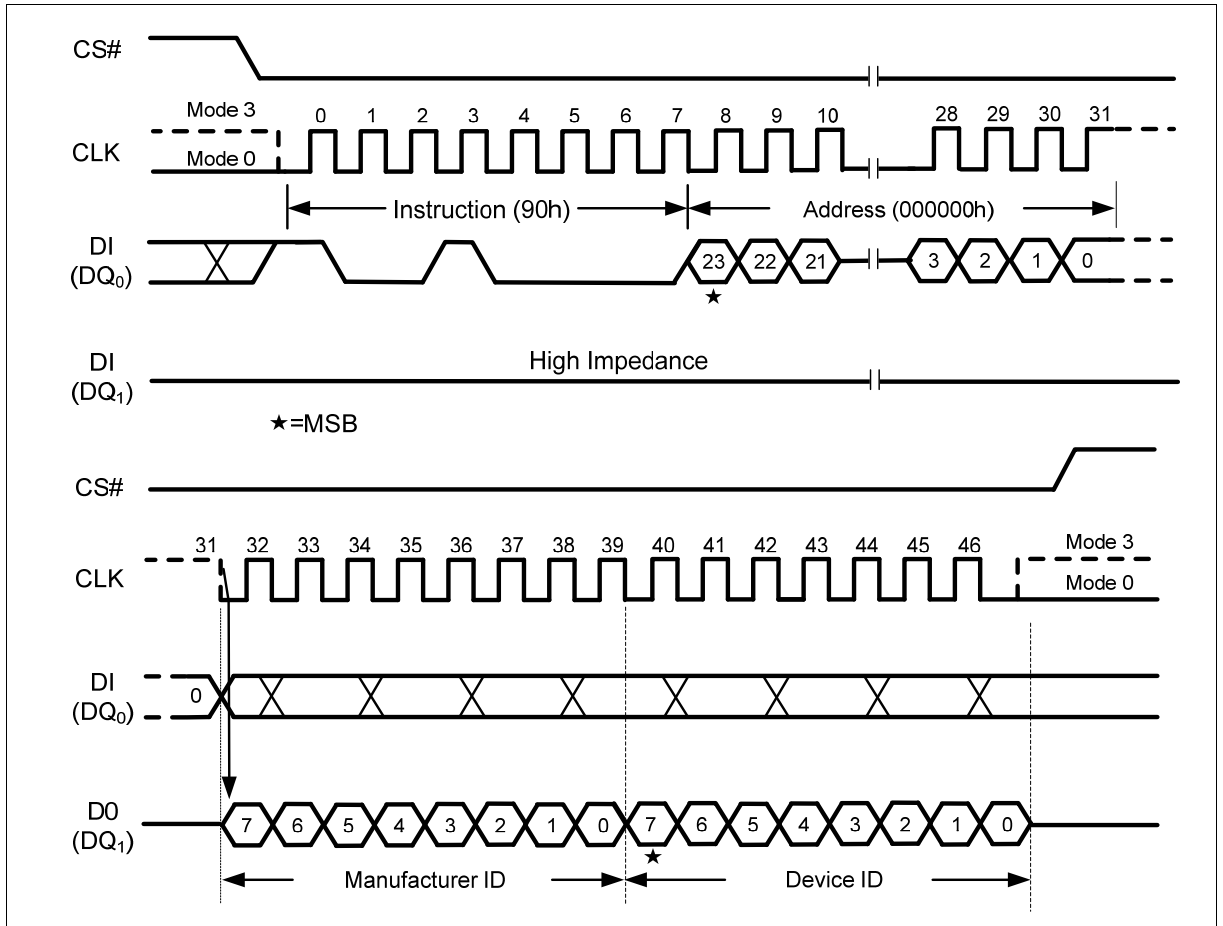 CS#
Mode 3
0 1 2 3 4 5 6 7 8 9 10 28 29 30 31
CLK
Mode 0
Instruction (90h) Address (000000h)
DI
(DQ0)
23 22 21 3 2 1 0
★
DI
(DQ1)
High Impedance
★=MSB
CS#
31 32 33 34 35 36 37 38 39 40 41 42 43 44 45 46
Mode 3
CLK
Mode 0
DI
(DQ0)
0
D0
(DQ1)
7 6 5 4 3 2 1 0 7 6 5 4 3 2 1 0
★
Manufacturer ID Device ID